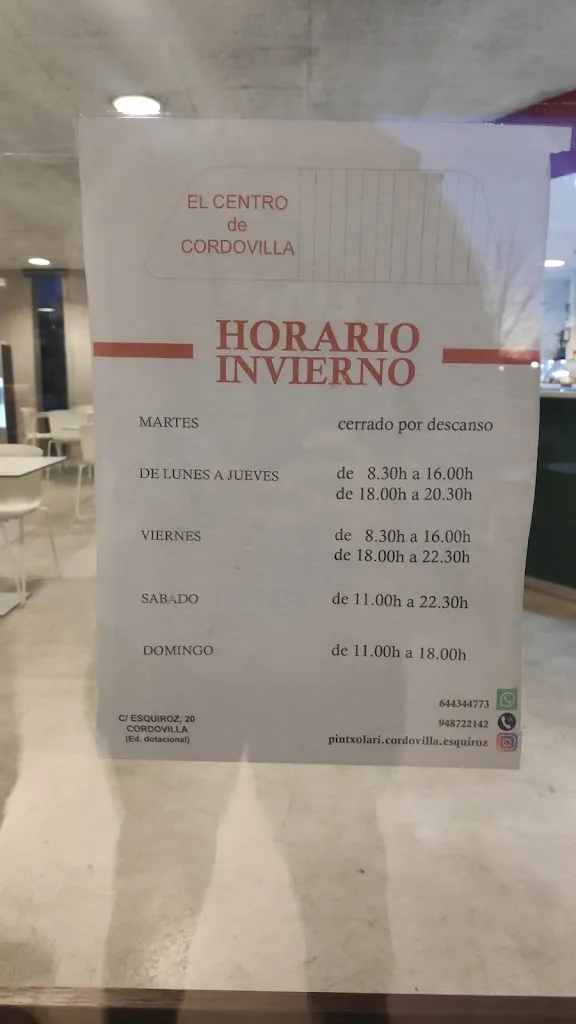 EL CENTRO
de
CORDOVILLA
HORARIO
INVIERNO
MARTES cerrado por descanso
DE LUNES A JUEVES de 8.30h a 16.00h
de 18.00h a 20.30h
VIERNES de 8.30h a 16.00h
de 18.00h a 22.30h
SABADO de 11.00h a 22.30h
DOMINGO de 11.00h a 18.00h
C/ ESQUIROZ, 20
CORDOVILLA
(Ed. dotacional)
644344773
948722142
pintxolari.cordovilla.esquiroz